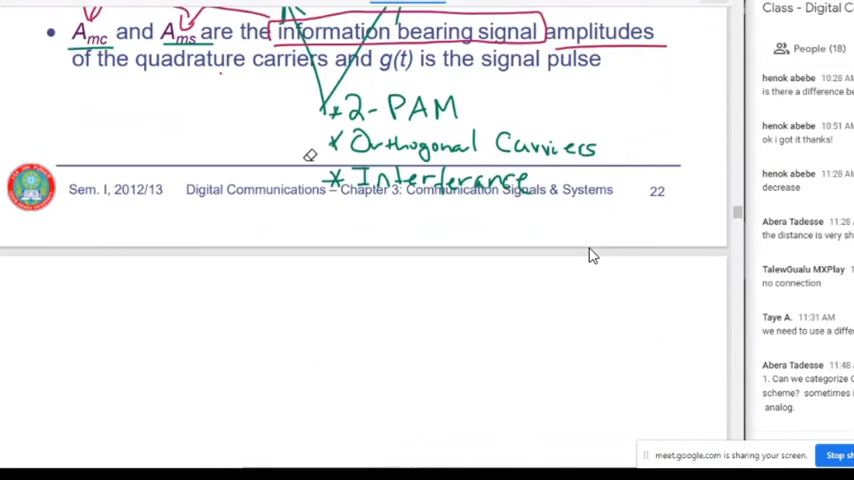 Class - Digital C
• Amc and Ams are the information bearing signal amplitudes
of the quadrature carriers and g(t) is the signal pulse
* 2-PAM
* Orthogonal Carriers
* Interferance
Sem. I, 2012/13 Digital Communications – Chapter 3: Communication Signals & Systems 22
People (18)
henok abebe 10:28 A
is there a difference be
henok abebe 10:51 A
ok i got it thanks!
henok abebe 11:28 A
decrease
Abera Tadesse 11:28
the distance is very sh
TalewGualu MXPlay 1
no connection
Taye A. 11:31 AM
we need to use a differ
Abera Tadesse 11:48
1. Can we categorize
scheme? sometimes i
analog.
meet.google.com is sharing your screen.
Stop sh